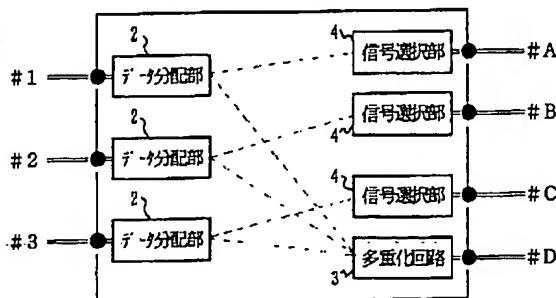 2
4
#1
データ分配部
信号選択部
#A
2
#2
データ分配部
信号選択部
#B
4
2
4
#3
データ分配部
信号選択部
#C
多重化回路
#D
3